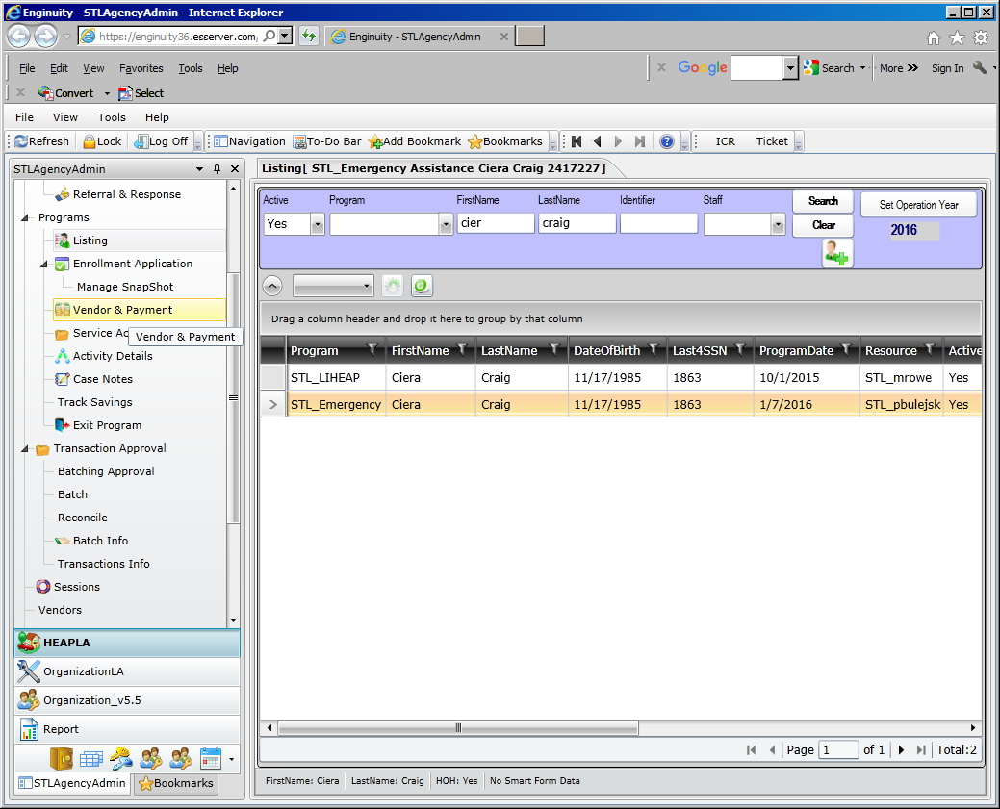 Enginuity - STLAgencyAdmin - Internet Explorer
https://enginuity36.esserver.com/
Enginuity - STLAgencyAdmin
File Edit View Favorites Tools Help
Google
Search
More
Sign In
Convert
Select
File View Tools Help
Refresh Lock Log Off Navigation To-Do Bar Add Bookmark Bookmarks ICR Ticket
STLAgencyAdmin
Referral & Response
Programs
Listing
Enrollment Application
Manage SnapShot
Vendor & Payment
Service Ac
Vendor & Payment
Activity Details
Case Notes
Track Savings
Exit Program
Transaction Approval
Batching Approval
Batch
Reconcile
Batch Info
Transactions Info
Sessions
Vendors
HEAPLA
OrganizationLA
Organization_v5.5
Report
STLAgencyAdmin Bookmarks
Listing[ STL_Emergency Assistance Ciera Craig 2417227]
Active Program FirstName LastName Identifier Staff
Yes cier craig
Search
Clear
Set Operation Year
2016
Drag a column header and drop it here to group by that column
Program FirstName LastName DateOfBirth Last4SSN ProgramDate Resource Active
STL_LIHEAP Ciera Craig 11/17/1985 1863 10/1/2015 STL_mrowe Yes
STL_Emergency Ciera Craig 11/17/1985 1863 1/7/2016 STL_pbulejsk Yes
Page 1 of 1 Total:2
FirstName: Ciera LastName: Craig HOH: Yes No Smart Form Data